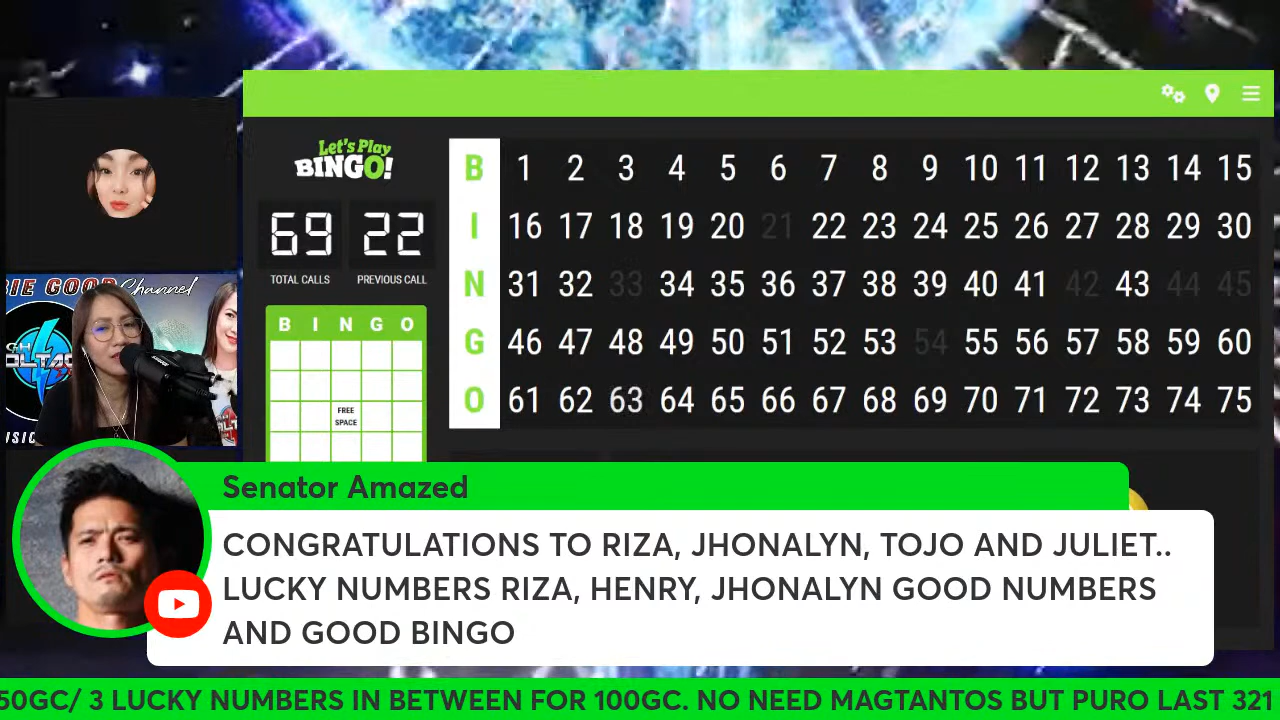 Let's Play
BINGO!
69 22
TOTAL CALLS PREVIOUS CALL
B I N G O
FREE
SPACE
B 1 2 3 4 5 6 7 8 9 10 11 12 13 14 15
I 16 17 18 19 20 21 22 23 24 25 26 27 28 29 30
N 31 32 33 34 35 36 37 38 39 40 41 42 43 44 45
G 46 47 48 49 50 51 52 53 54 55 56 57 58 59 60
O 61 62 63 64 65 66 67 68 69 70 71 72 73 74 75
GOOD Channel
Senator Amazed
CONGRATULATIONS TO RIZA, JHONALYN, TOJO AND JULIET..
LUCKY NUMBERS RIZA, HENRY, JHONALYN GOOD NUMBERS
AND GOOD BINGO
50GC/ 3 LUCKY NUMBERS IN BETWEEN FOR 100GC. NO NEED MAGTANTOS BUT PURO LAST 321